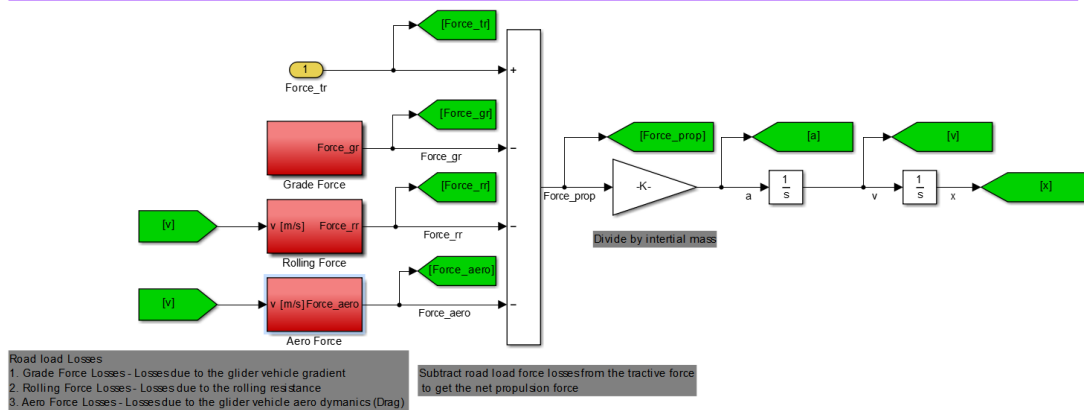 [Force_tr]
1
Force_tr
+
[Force_gr]
Force_gr
Force_gr
Grade Force
−
[Force_rr]
[v]
v [m/s] Force_rr
Force_rr
Rolling Force
−
[Force_aero]
[v]
v [m/s] Force_aero
Force_aero
Aero Force
−
Force_prop
[Force_prop]
-K-
Divide by intertial mass
[a]
a
1
s
[v]
v
1
s
x
[x]
Road load Losses
1. Grade Force Losses - Losses due to the glider vehicle gradient
2. Rolling Force Losses - Losses due to the rolling resistance
3. Aero Force Losses - Losses due to the glider vehicle aero dymanics (Drag)
Subtract road load force losses from the tractive force
to get the net propulsion force